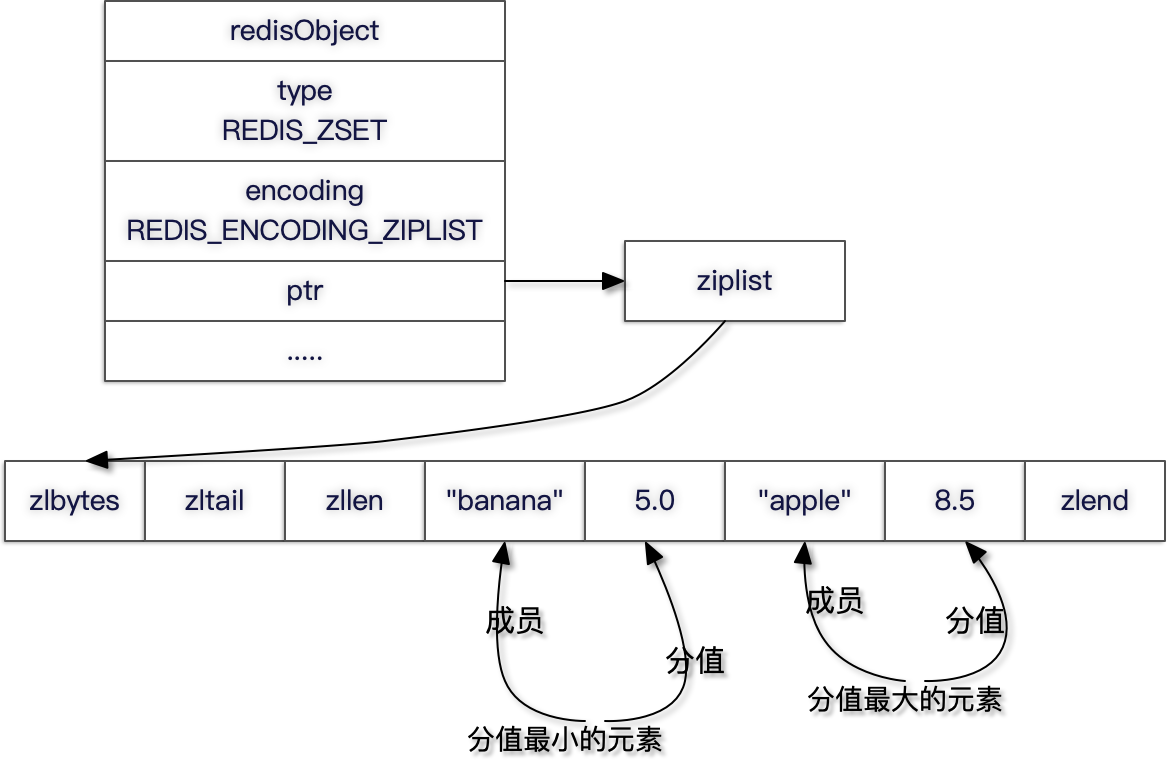 redisObject
type
REDIS_ZSET
encoding
REDIS_ENCODING_ZIPLIST
ptr
.....
ziplist
zlbytes
zltail
zllen
"banana"
5.0
"apple"
8.5
zlend
成员
分值
成员
分值
分值最小的元素
分值最大的元素